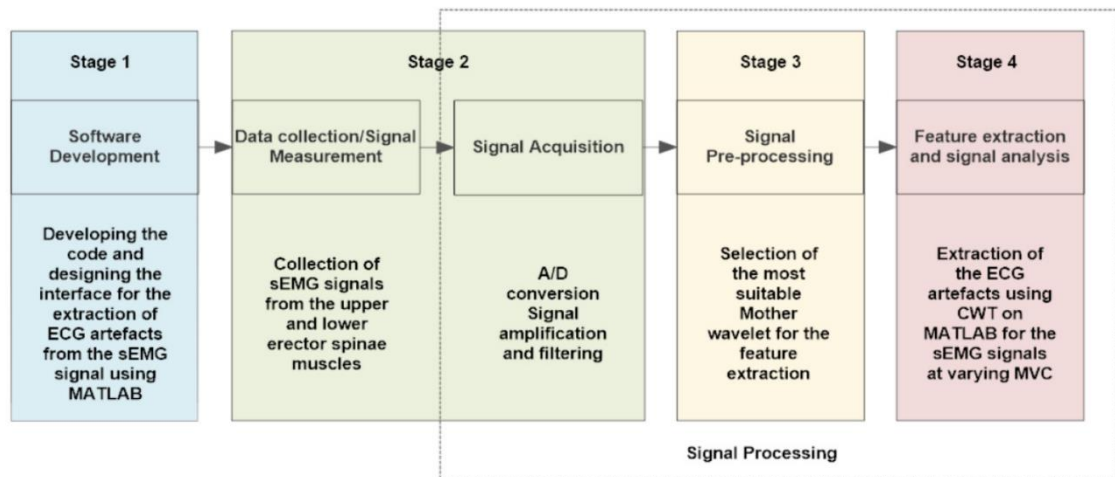 Stage 1
Software
Development
Developing the
code and
designing the
interface for the
extraction of
ECG artefacts
from the sEMG
signal using
MATLAB
Stage 2
Data collection/Signal
Measurement
Collection of
sEMG signals
from the upper
and lower
erector spinae
muscles
Signal Acquisition
A/D
conversion
Signal
amplification
and filtering
Stage 3
Signal
Pre-processing
Selection of
the most
suitable
Mother
wavelet for the
feature
extraction
Stage 4
Feature extraction
and signal analysis
Extraction of
the ECG
artefacts using
CWT on
MATLAB for the
sEMG signals
at varying MVC
Signal Processing